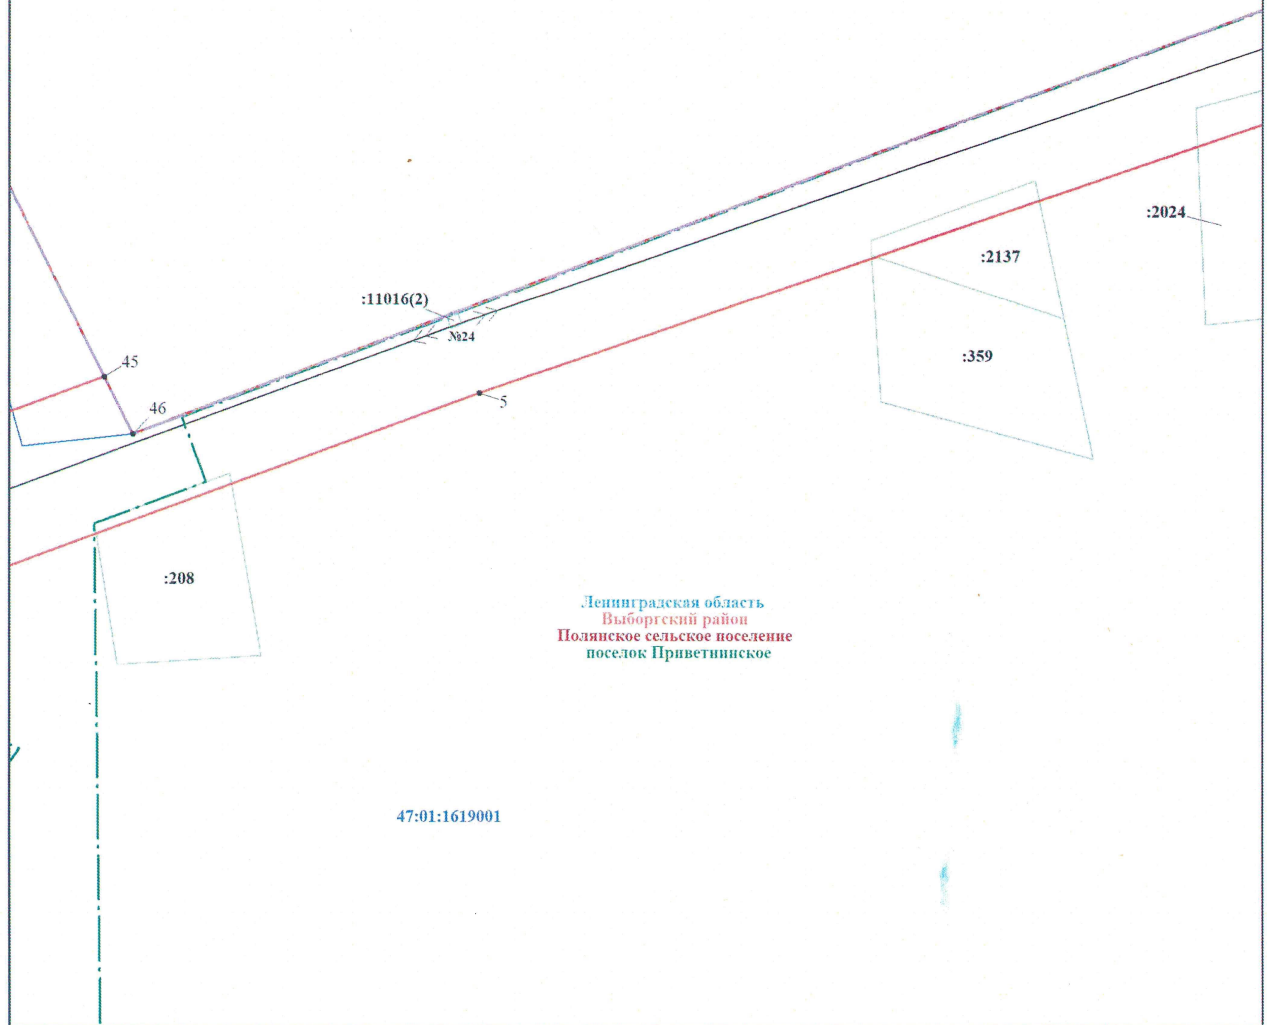 :2024
:2137
:11016(2)
№24
:359
45
5
46
:208
Ленинградская область
Выборгский район
Полянское сельское поселение
поселок Приветнинское
47:01:1619001